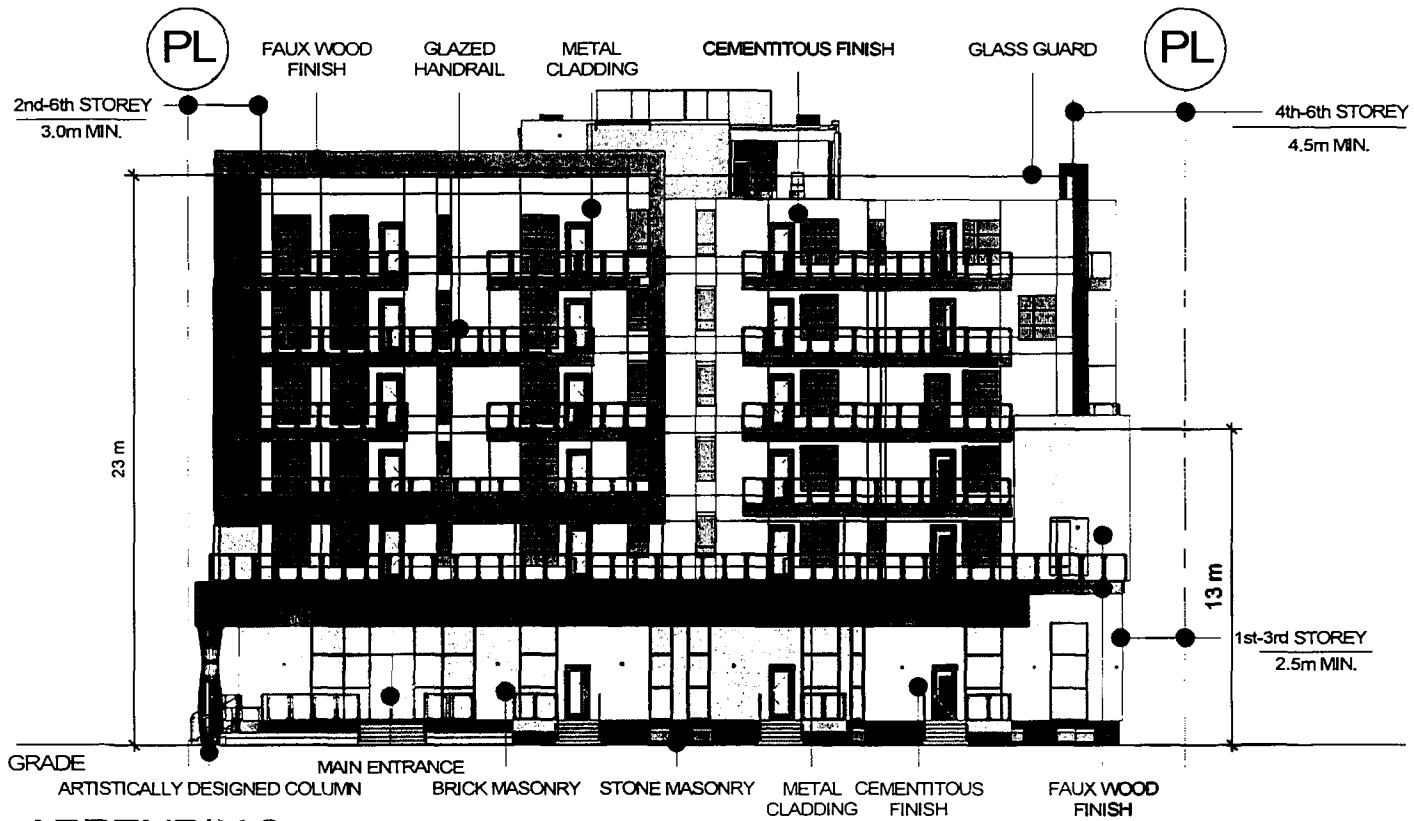 PL
PL
FAUX WOOD
FINISH
GLAZED
HANDRAIL
METAL
CLADDING
CEMENTITOUS FINISH
GLASS GUARD
2nd-6th STOREY
3.0m MIN.
4th-6th STOREY
4.5m MIN.
23 m
13 m
1st-3rd STOREY
2.5m MIN.
GRADE
ARTISTICALLY DESIGNED COLUMN
MAIN ENTRANCE
BRICK MASONRY
STONE MASONRY
METAL
CLADDING
CEMENTITOUS
FINISH
FAUX WOOD
FINISH